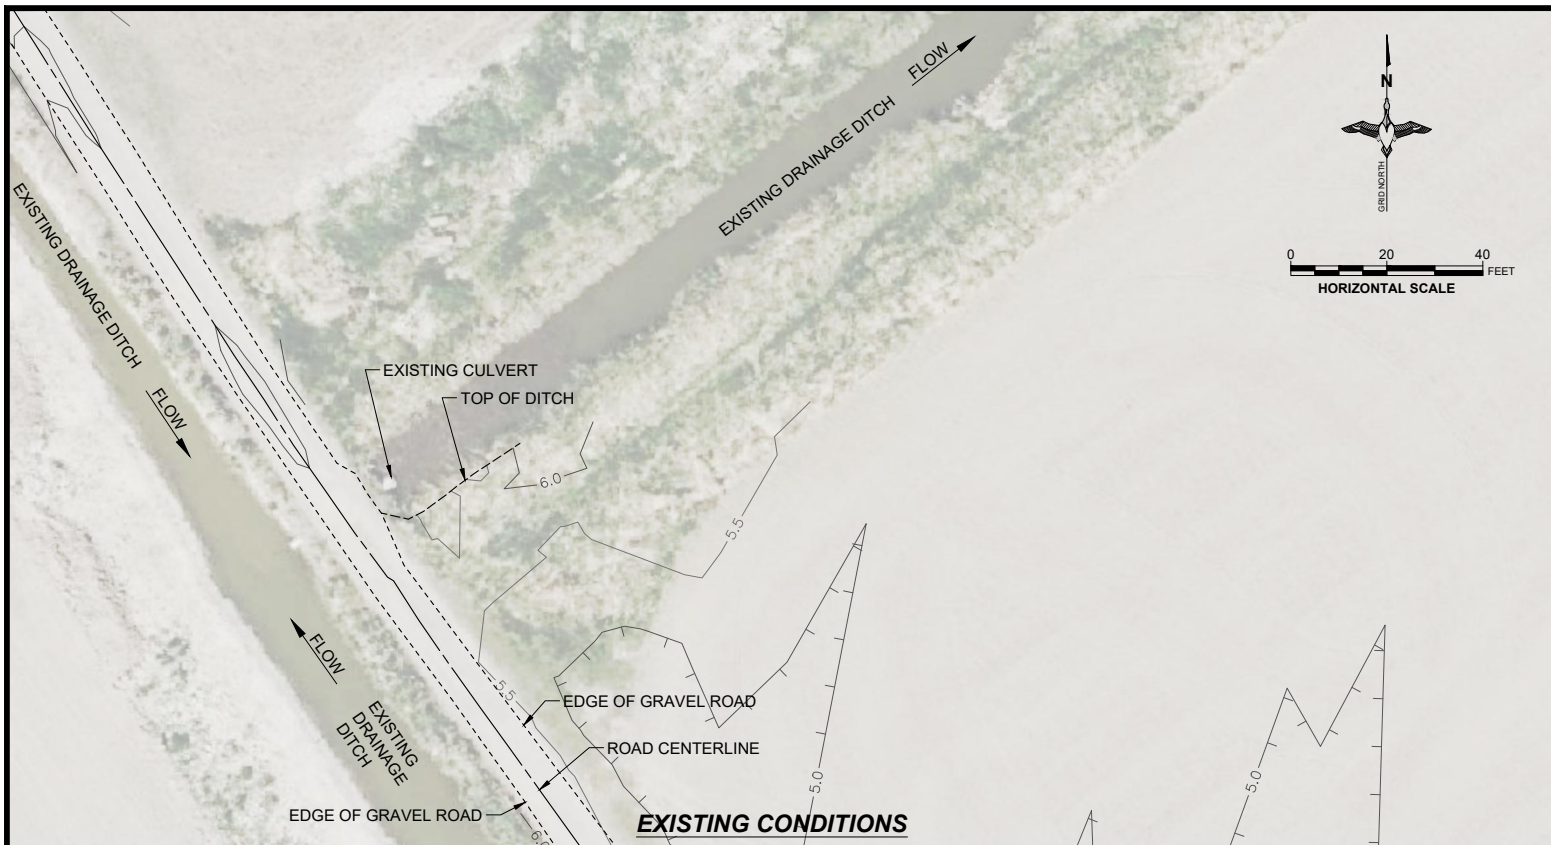 FLOW
EXISTING DRAINAGE DITCH
N
GRID NORTH
0 20 40
FEET
HORIZONTAL SCALE
EXISTING DRAINAGE DITCH
FLOW
EXISTING CULVERT
TOP OF DITCH
6.0
5.5
FLOW
EXISTING
DRAINAGE
DITCH
5.5
EDGE OF GRAVEL ROAD
ROAD CENTERLINE
5.0
5.0
EDGE OF GRAVEL ROAD
6.0
EXISTING CONDITIONS